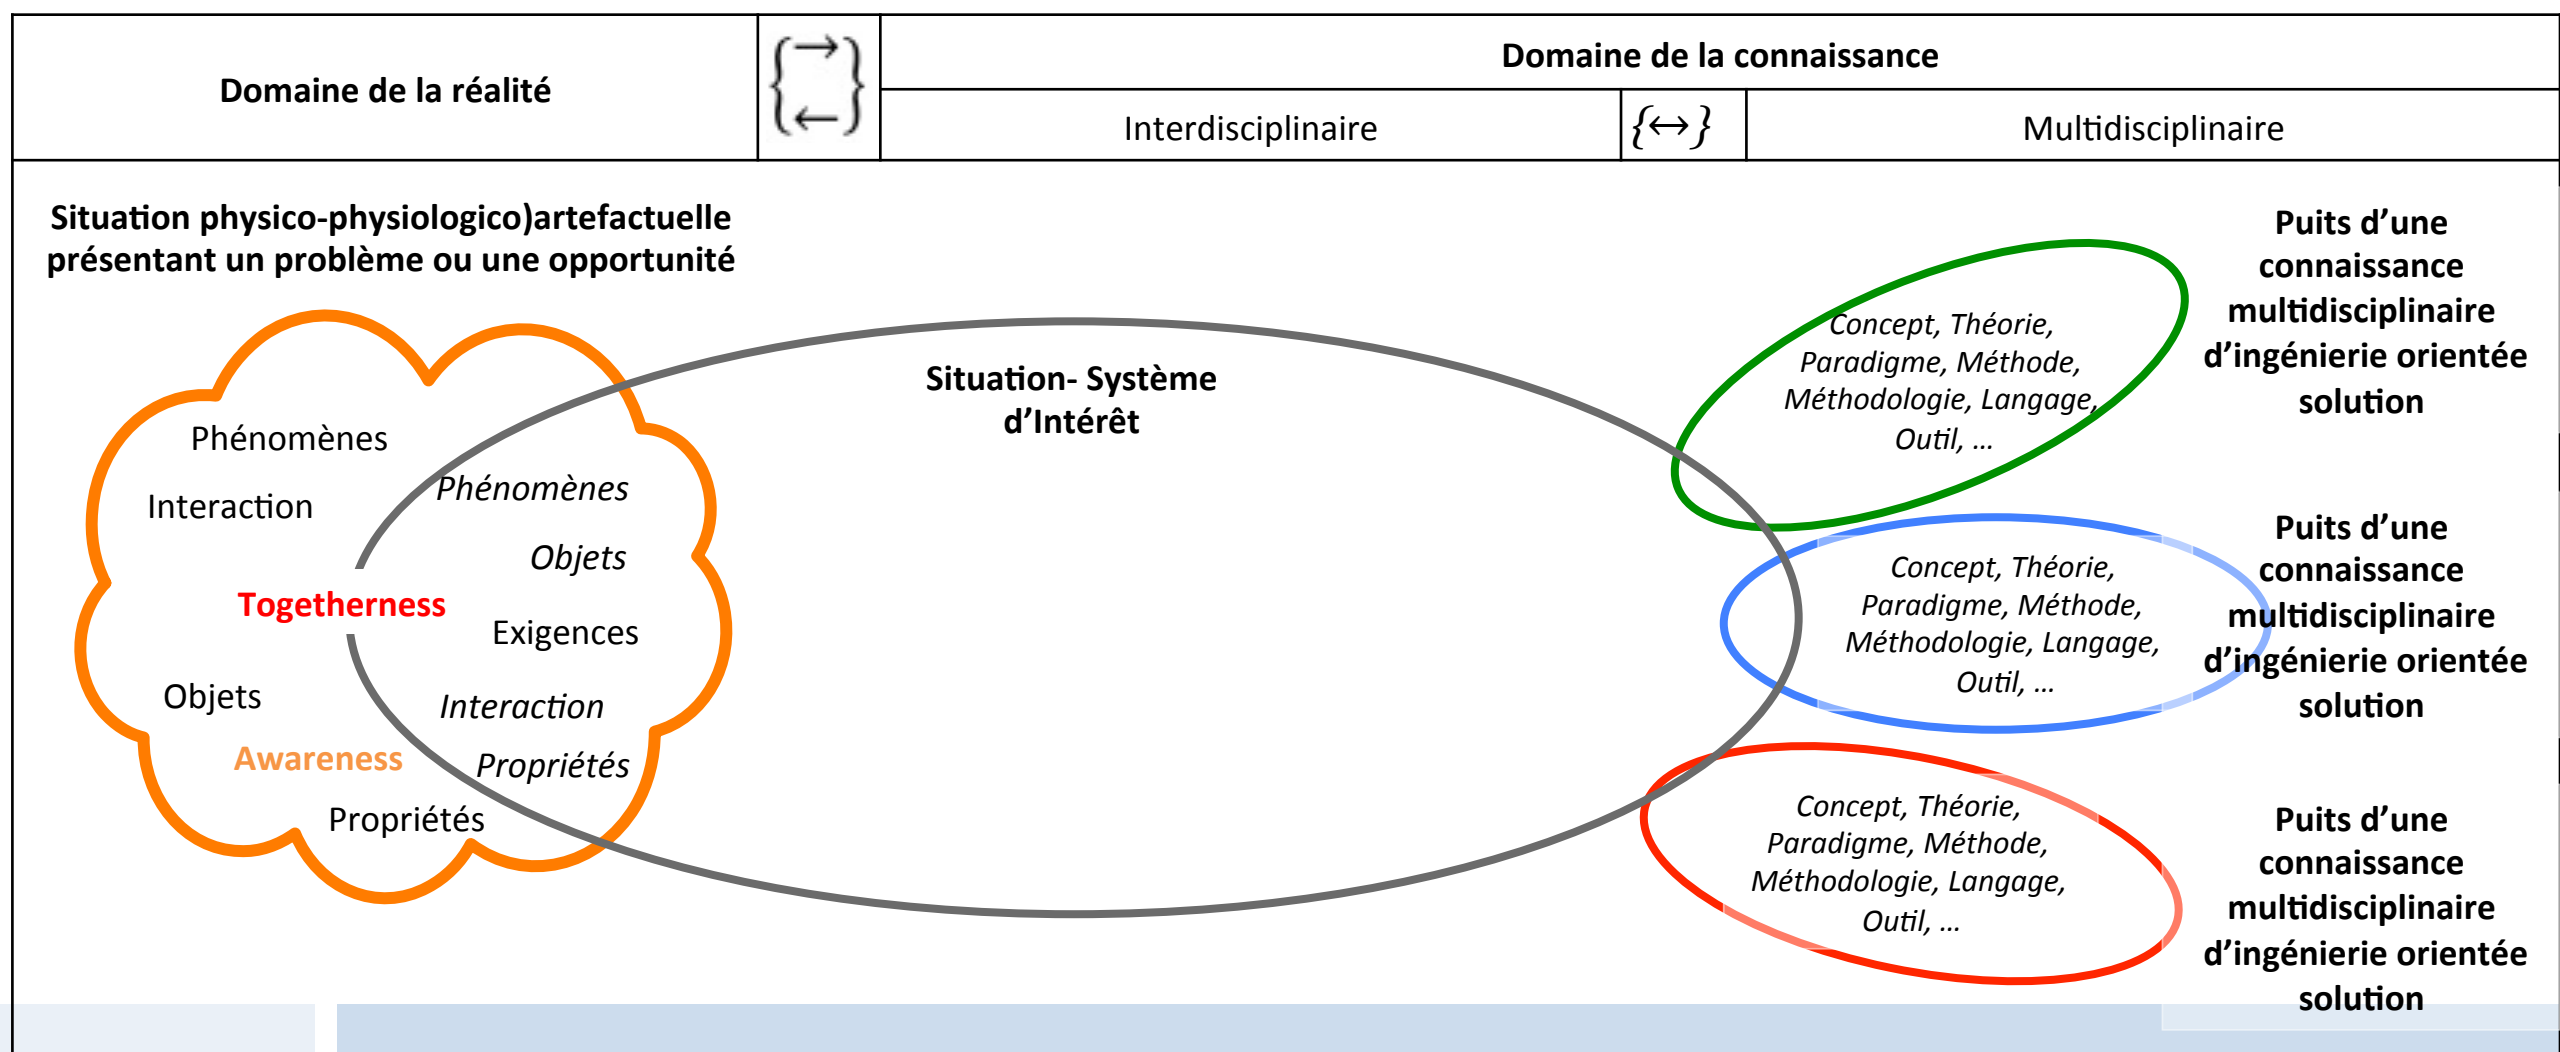 Domaine de la réalité
{→
←}
Domaine de la connaissance
Interdisciplinaire
{↔}
Multidisciplinaire
Situation physico-physiologico)artefactuelle
présentant un problème ou une opportunité
Phénomènes
Interaction
Togetherness
Objets
Awareness
Propriétés
Phénomènes
Objets
Exigences
Interaction
Propriétés
Situation- Système
d’Intérêt
Concept, Théorie,
Paradigme, Méthode,
Méthodologie, Langage,
Outil, ...
Puits d’une
connaissance
multidisciplinaire
d’ingénierie orientée
solution
Concept, Théorie,
Paradigme, Méthode,
Méthodologie, Langage,
Outil, ...
Puits d’une
connaissance
multidisciplinaire
d’ingénierie orientée
solution
Concept, Théorie,
Paradigme, Méthode,
Méthodologie, Langage,
Outil, ...
Puits d’une
connaissance
multidisciplinaire
d’ingénierie orientée
solution